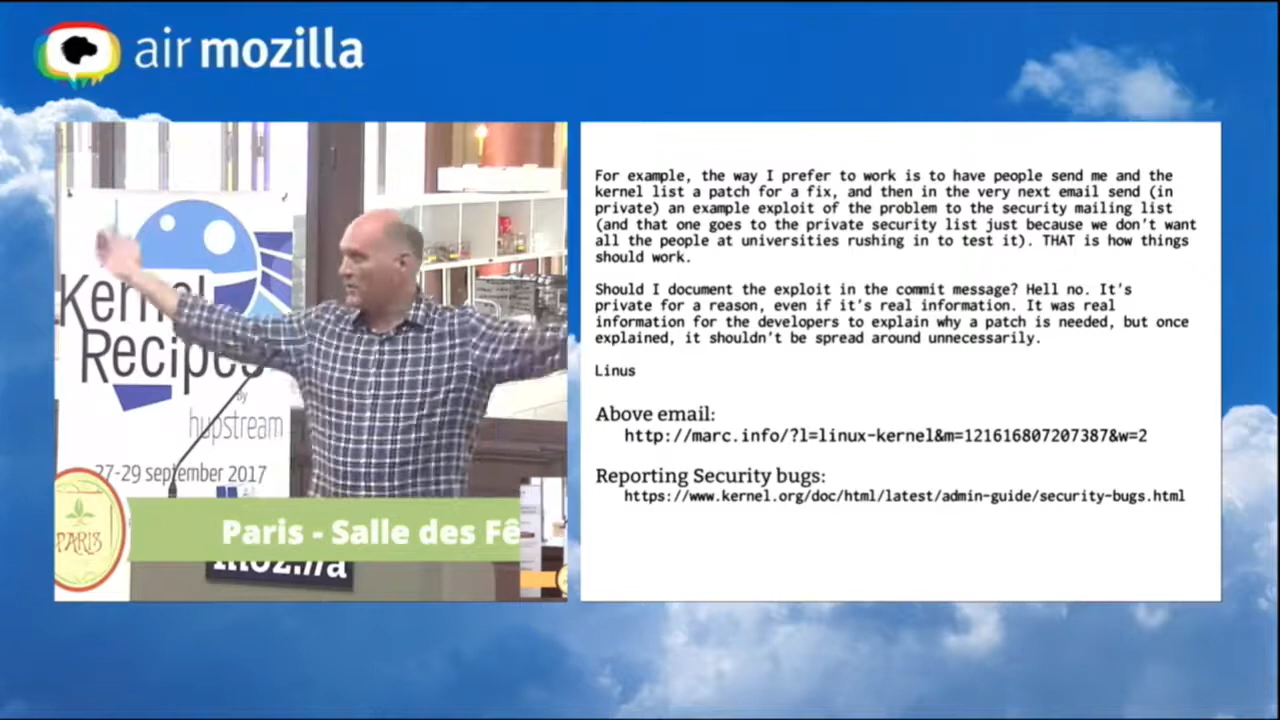 air mozilla
Kernel
Recipes
by
hupstream
27-29 september 2017
PARIS
Paris - Salle des Fê
moz://a
For example, the way I prefer to work is to have people send me and the
kernel list a patch for a fix, and then in the very next email send (in
private) an example exploit of the problem to the security mailing list
(and that one goes to the private security list just because we don't want
all the people at universities rushing in to test it). THAT is how things
should work.
Should I document the exploit in the commit message? Hell no. It's
private for a reason, even if it's real information. It was real
information for the developers to explain why a patch is needed, but once
explained, it shouldn't be spread around unnecessarily.
Linus
Above email:
http://marc.info/?l=linux-kernel&m=121616807207387&w=2
Reporting Security bugs:
https://www.kernel.org/doc/html/latest/admin-guide/security-bugs.html